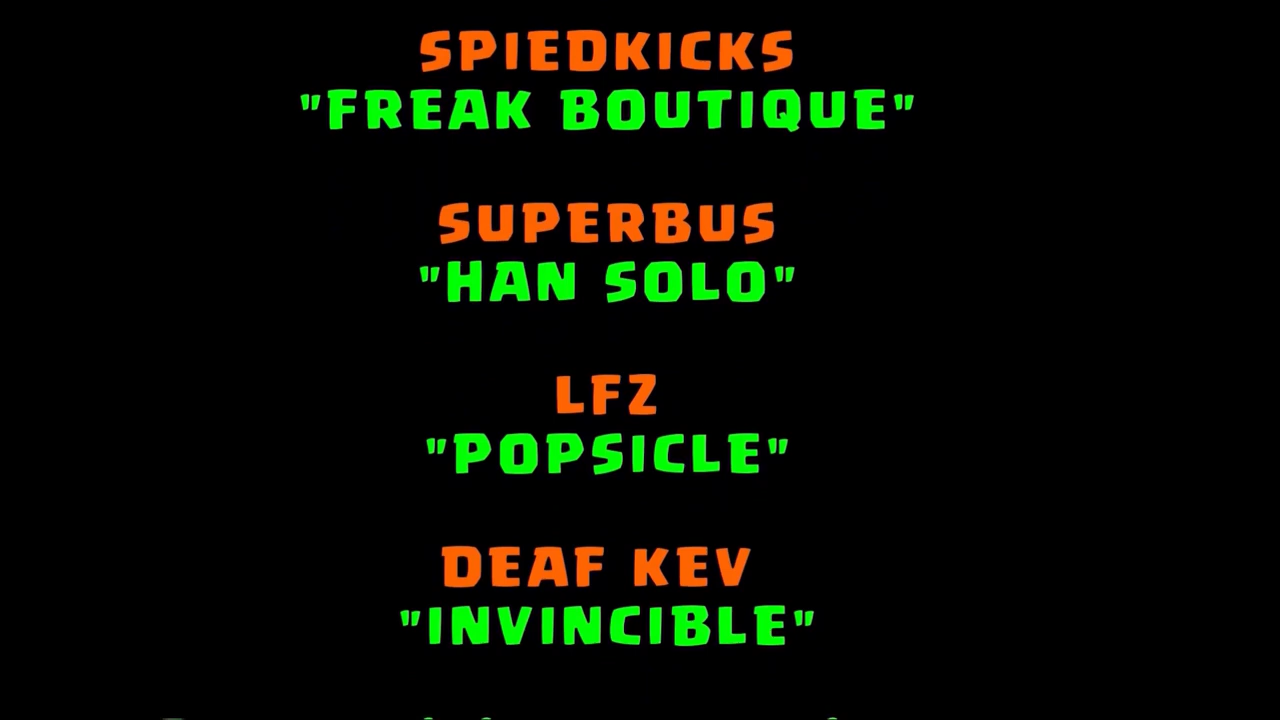 SPIEDKICKS
"FREAK BOUTIQUE"
SUPERBUS
"HAN SOLO"
LFZ
"POPSICLE"
DEAF KEV
"INVINCIBLE"